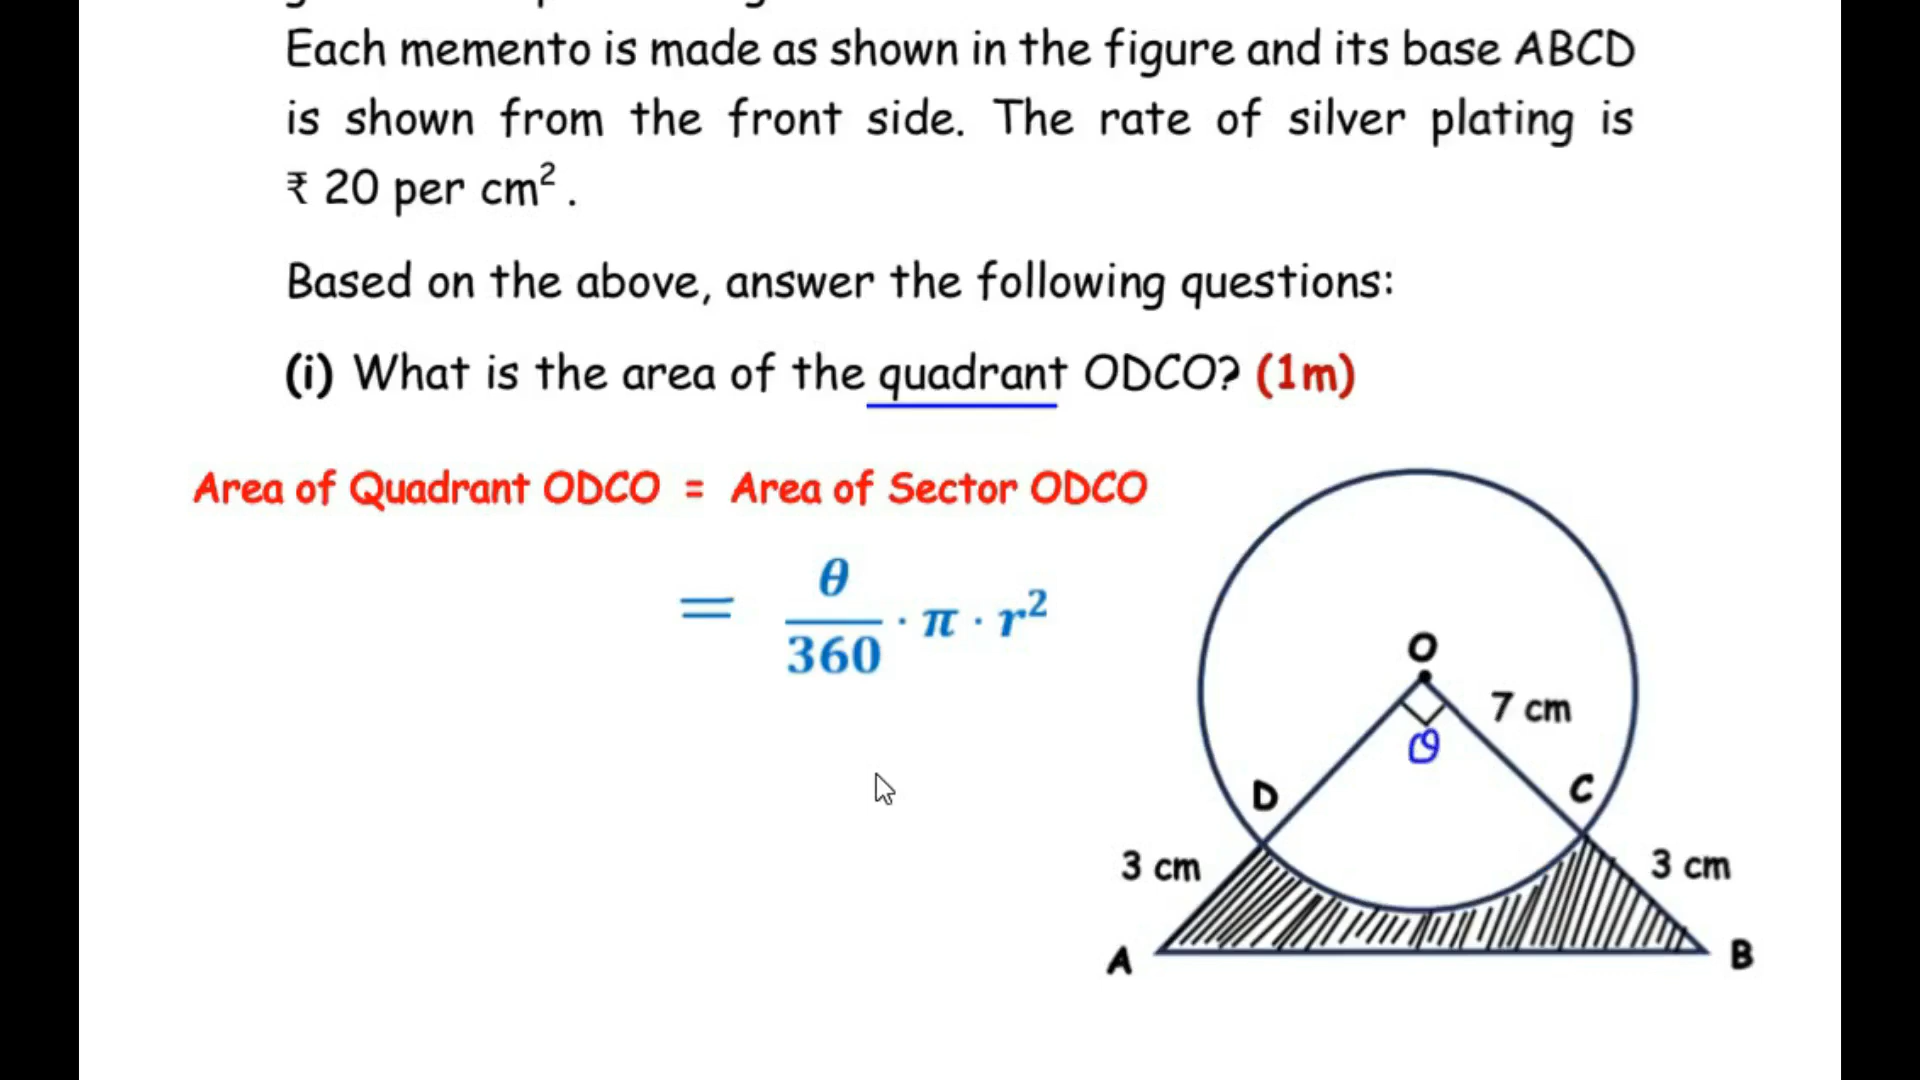 Each memento is made as shown in the figure and its base ABCD
is shown from the front side. The rate of silver plating is
₹ 20 per cm².
Based on the above, answer the following questions:
(i) What is the area of the quadrant ODCO? (1m)
Area of Quadrant ODCO = Area of Sector ODCO
= θ/360 · π · r²
O
7 cm
θ
D
C
3 cm
3 cm
A
B